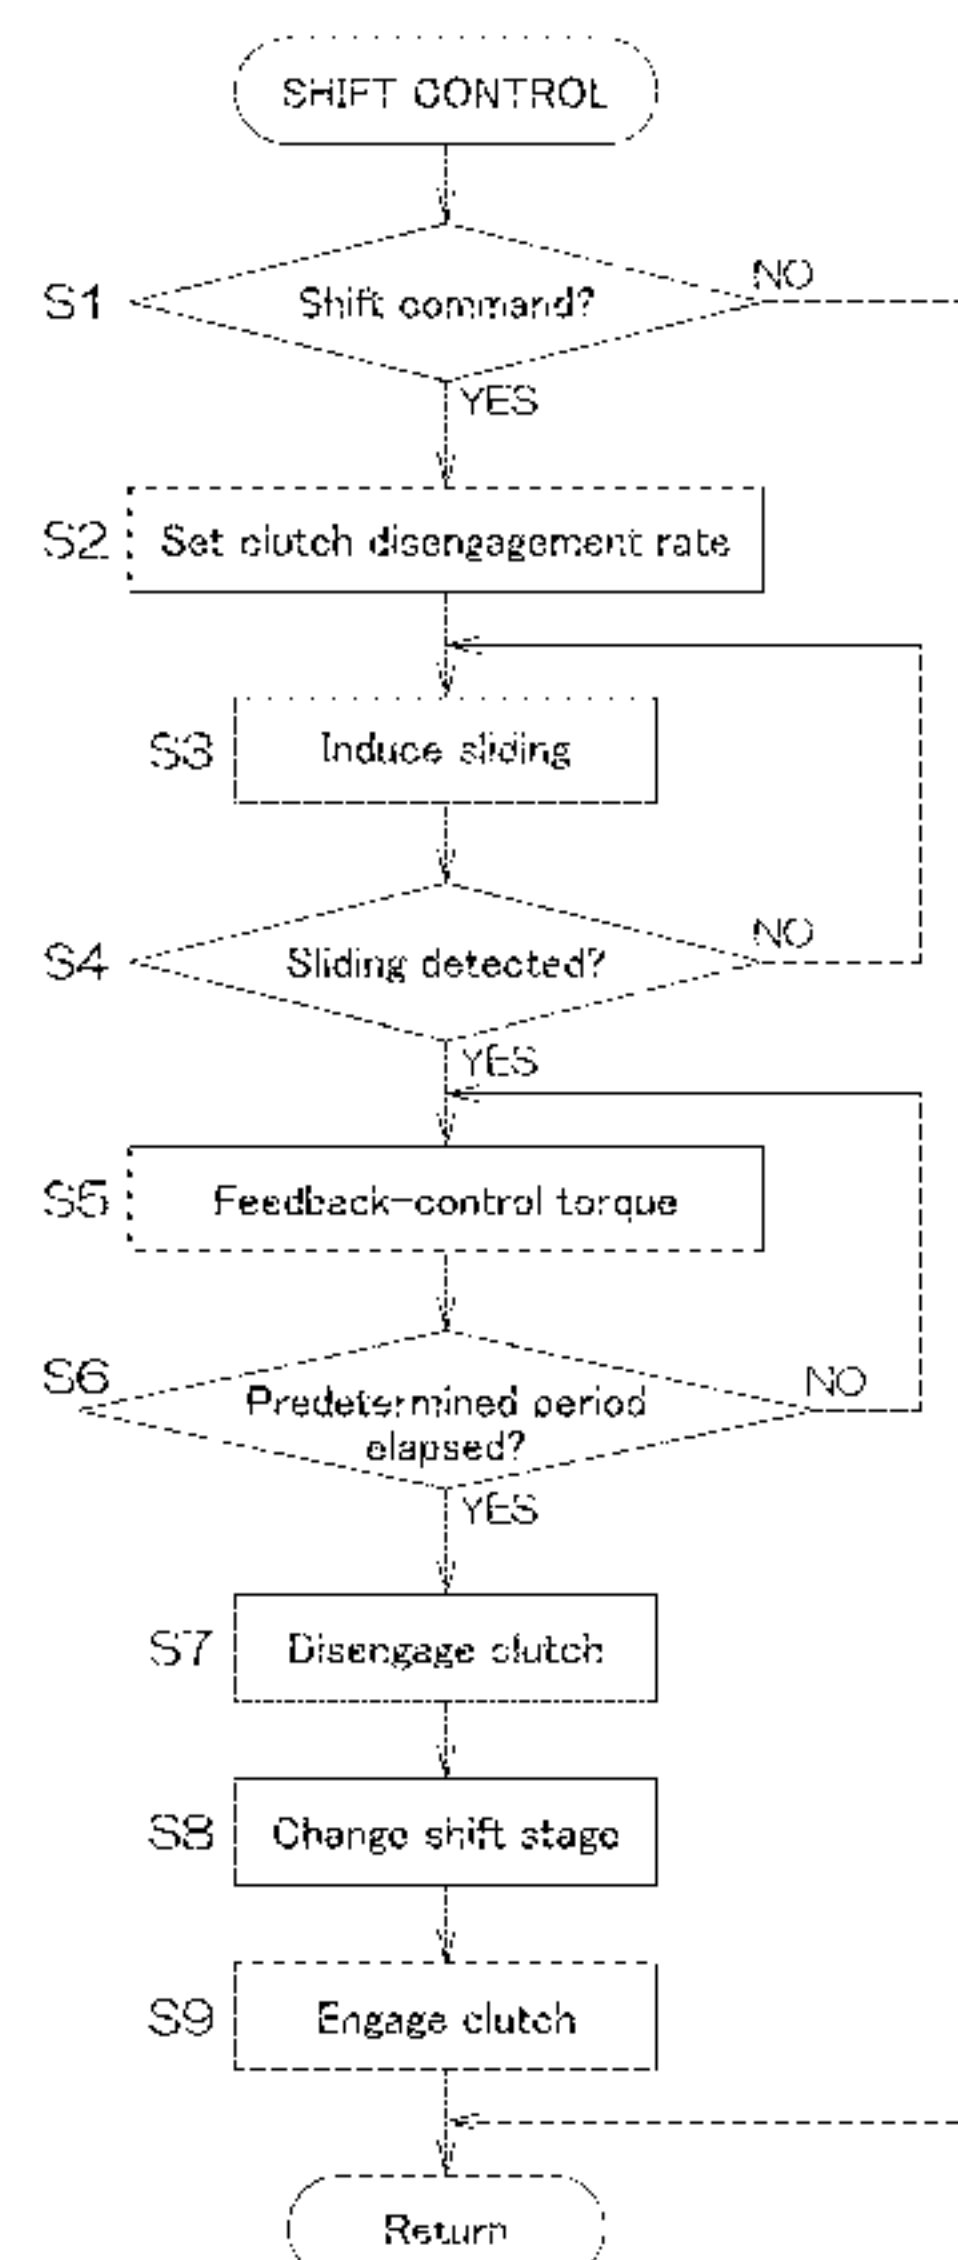 SHIFT CONTROL
S1
Shift command?
NO
YES
S2
Set clutch disengagement rate
S3
Induce sliding
S4
Sliding detected?
NO
YES
S5
Feedback-control torque
S6
Predetermined period
elapsed?
NO
YES
S7
Disengage clutch
S8
Change shift stage
S9
Engage clutch
Return